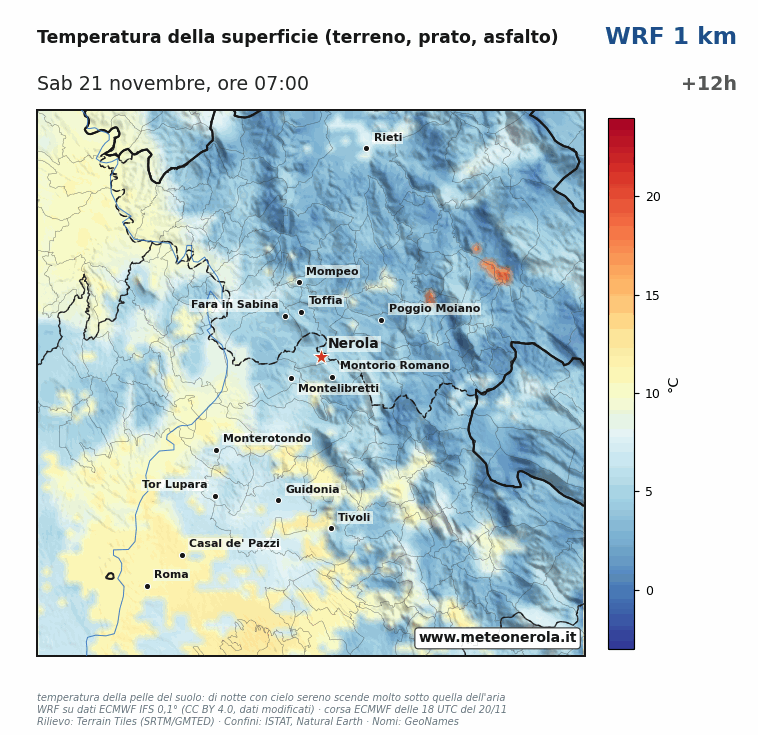 Temperatura della superficie (terreno, prato, asfalto)
WRF 1 km
Sab 21 novembre, ore 07:00
+12h
Rieti
20
Mompeo
Fara in Sabina
Toffia
Poggio Moiano
15
Nerola
Montorio Romano
Montelibretti
10
°C
Monterotondo
Tor Lupara
Guidonia
5
Tivoli
Casal de' Pazzi
Roma
0
www.meteonerola.it
temperatura della pelle del suolo: di notte con cielo sereno scende molto sotto quella dell'aria
WRF su dati ECMWF IFS 0,1° (CC BY 4.0, dati modificati) · corsa ECMWF delle 18 UTC del 20/11
Rilievo: Terrain Tiles (SRTM/GMTED) · Confini: ISTAT, Natural Earth · Nomi: GeoNames